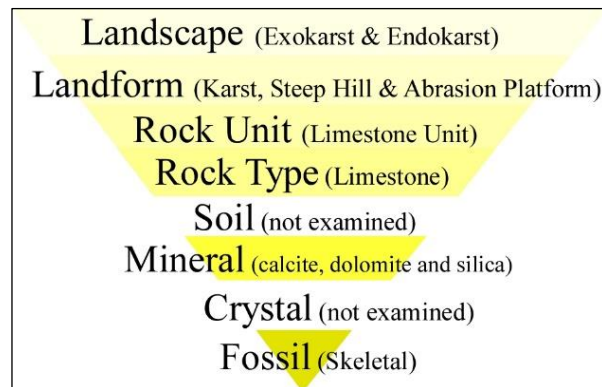 Landscape (Exokarst & Endokarst)
Landform (Karst, Steep Hill & Abrasion Platform)
Rock Unit (Limestone Unit)
Rock Type (Limestone)
Soil (not examined)
Mineral (calcite, dolomite and silica)
Crystal (not examined)
Fossil (Skeletal)